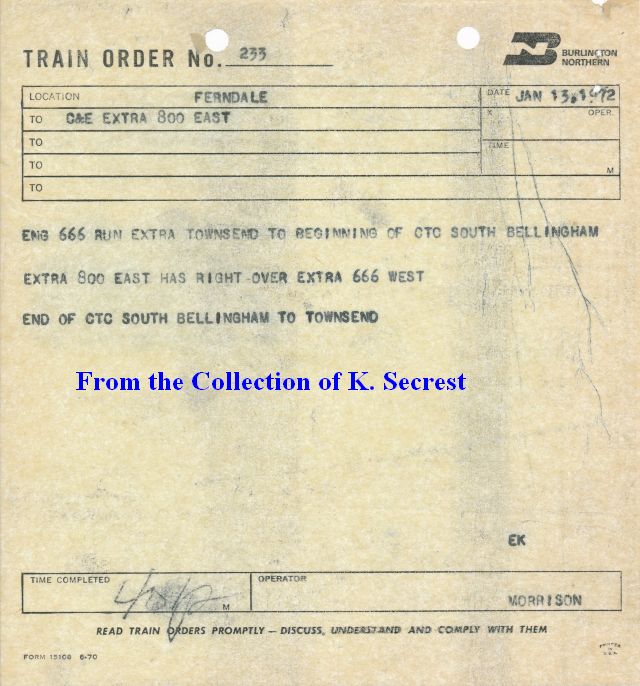 TRAIN ORDER No. 233
BURLINGTON
NORTHERN
LOCATION FERNDALE
DATE JAN 13, 1972
TO C&E EXTRA 800 EAST
X OPER.
TO
TIME
TO
M
TO
ENG 666 RUN EXTRA TOWNSEND TO BEGINNING OF CTC SOUTH BELLINGHAM
EXTRA 800 EAST HAS RIGHT OVER EXTRA 666 WEST
END OF CTC SOUTH BELLINGHAM TO TOWNSEND
From the Collection of K. Secrest
EK
TIME COMPLETED
M
OPERATOR
MORRISON
READ TRAIN ORDERS PROMPTLY — DISCUSS, UNDERSTAND AND COMPLY WITH THEM
FORM 15108 6-70
PRINTED
IN
U.S.A.